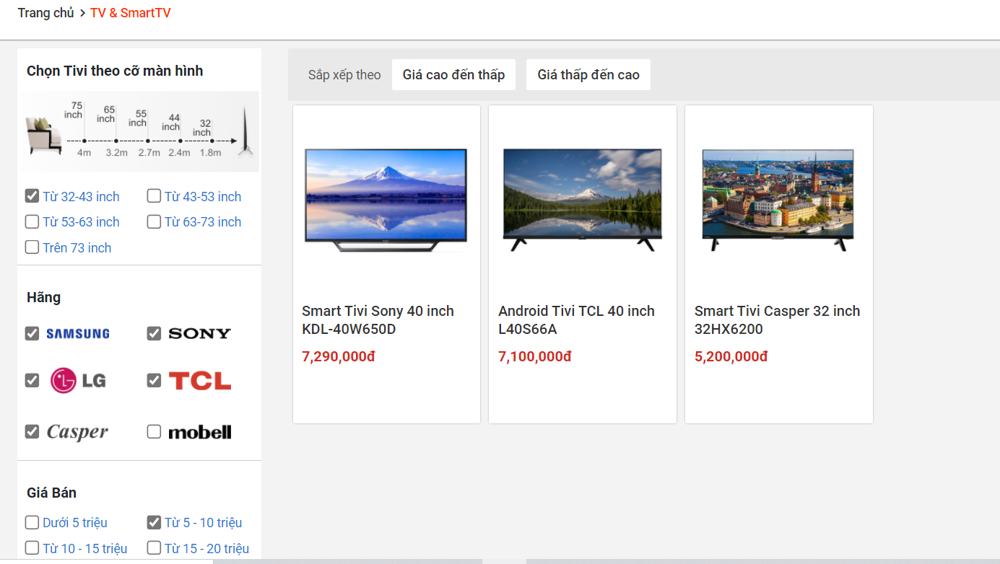 Trang chủ > TV & SmartTV
Chọn Tivi theo cỡ màn hình
75 inch
65 inch
55 inch
44 inch
32 inch
4m 3.2m 2.7m 2.4m 1.8m
Từ 32-43 inch
Từ 43-53 inch
Từ 53-63 inch
Từ 63-73 inch
Trên 73 inch
Hãng
SAMSUNG
SONY
LG
TCL
Casper
mobell
Giá Bán
Dưới 5 triệu
Từ 5 - 10 triệu
Từ 10 - 15 triệu
Từ 15 - 20 triệu
Sắp xếp theo
Giá cao đến thấp
Giá thấp đến cao
Smart Tivi Sony 40 inch
KDL-40W650D
7,290,000đ
Android Tivi TCL 40 inch
L40S66A
7,100,000đ
Smart Tivi Casper 32 inch
32HX6200
5,200,000đ